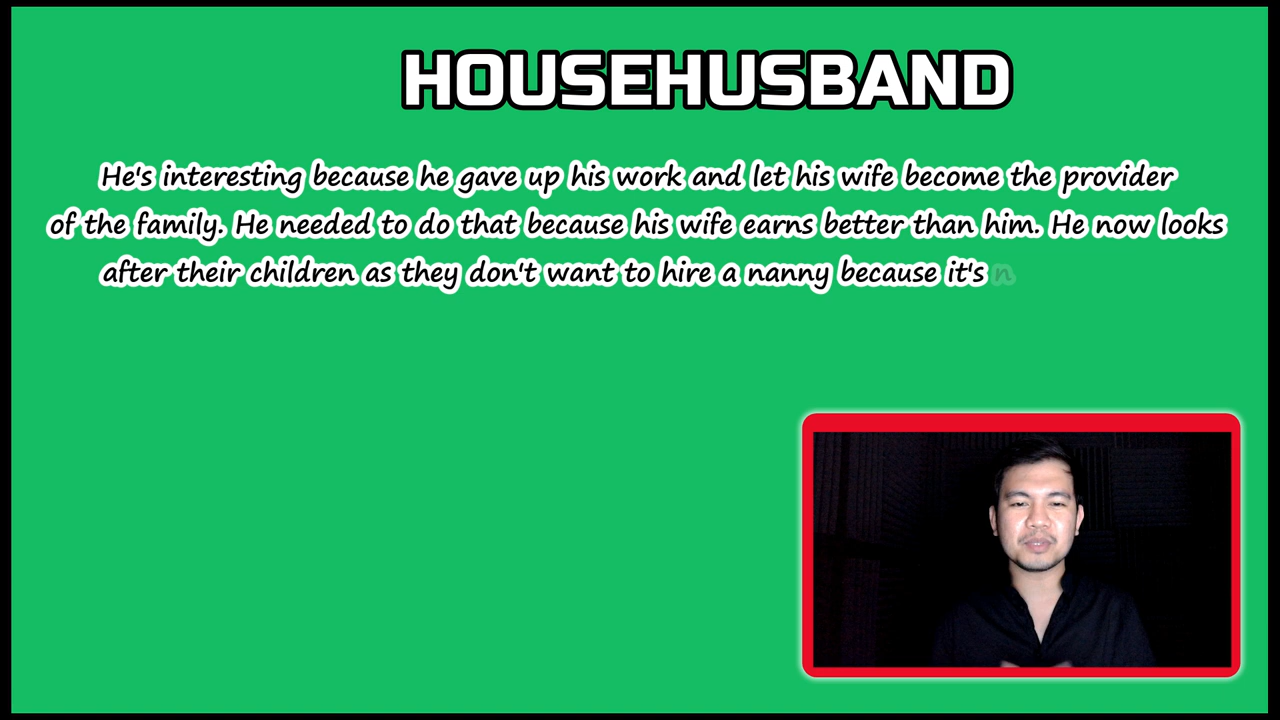 HOUSEHUSBAND
He's interesting because he gave up his work and let his wife become the provider
of the family. He needed to do that because his wife earns better than him. He now looks
after their children as they don't want to hire a nanny because it's n